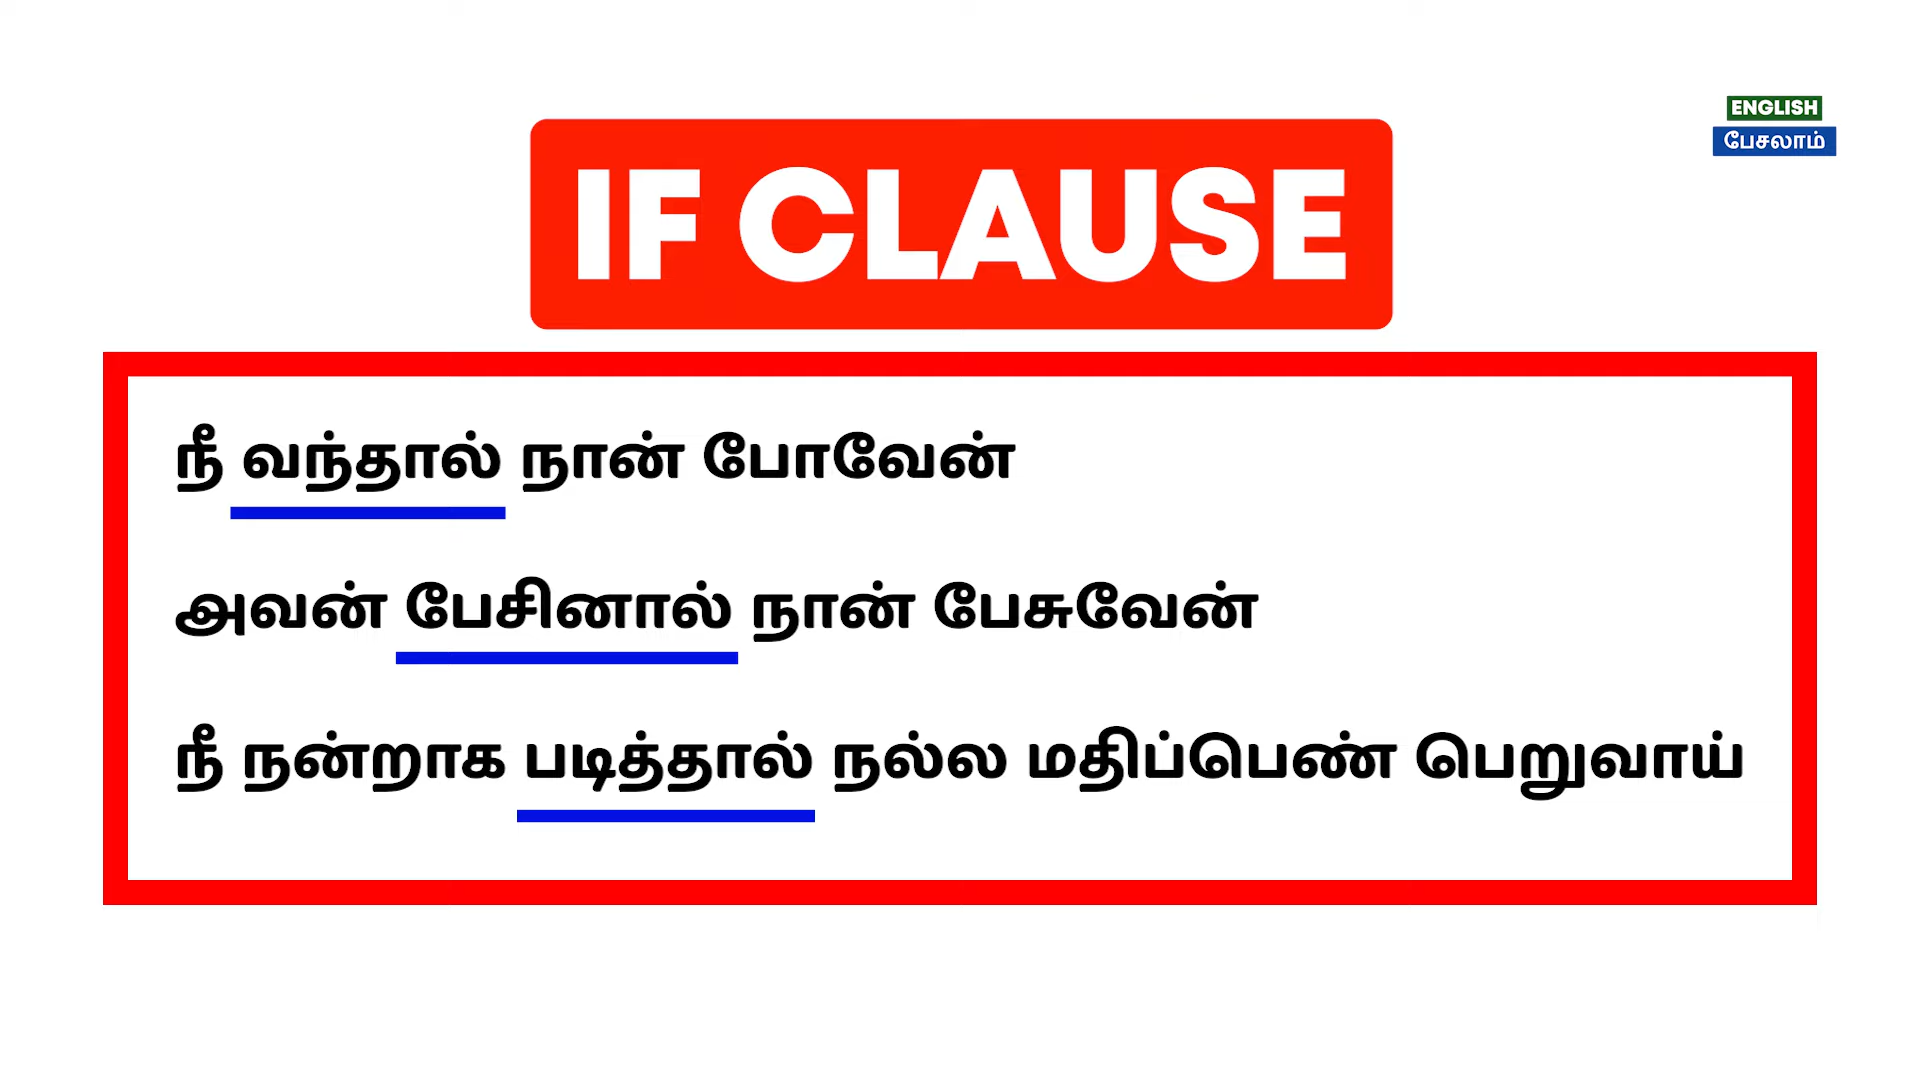 ENGLISH
பேசலாம்
IF CLAUSE
நீ வந்தால் நான் போவேன்
அவன் பேசினால் நான் பேசுவேன்
நீ நன்றாக படித்தால் நல்ல மதிப்பெண் பெறுவாய்